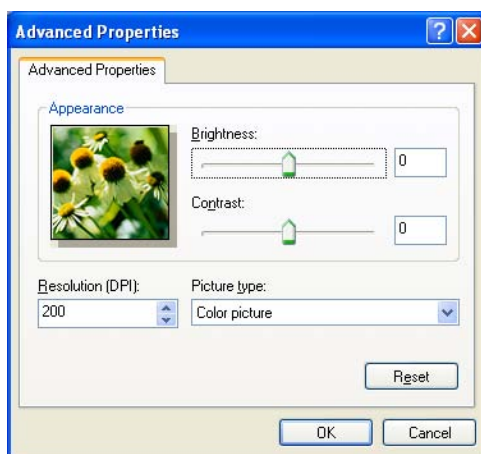 Advanced Properties
Advanced Properties
Appearance
Brightness:
0
Contrast:
0
Resolution (DPI):
Picture type:
200
Color picture
Reset
OK
Cancel